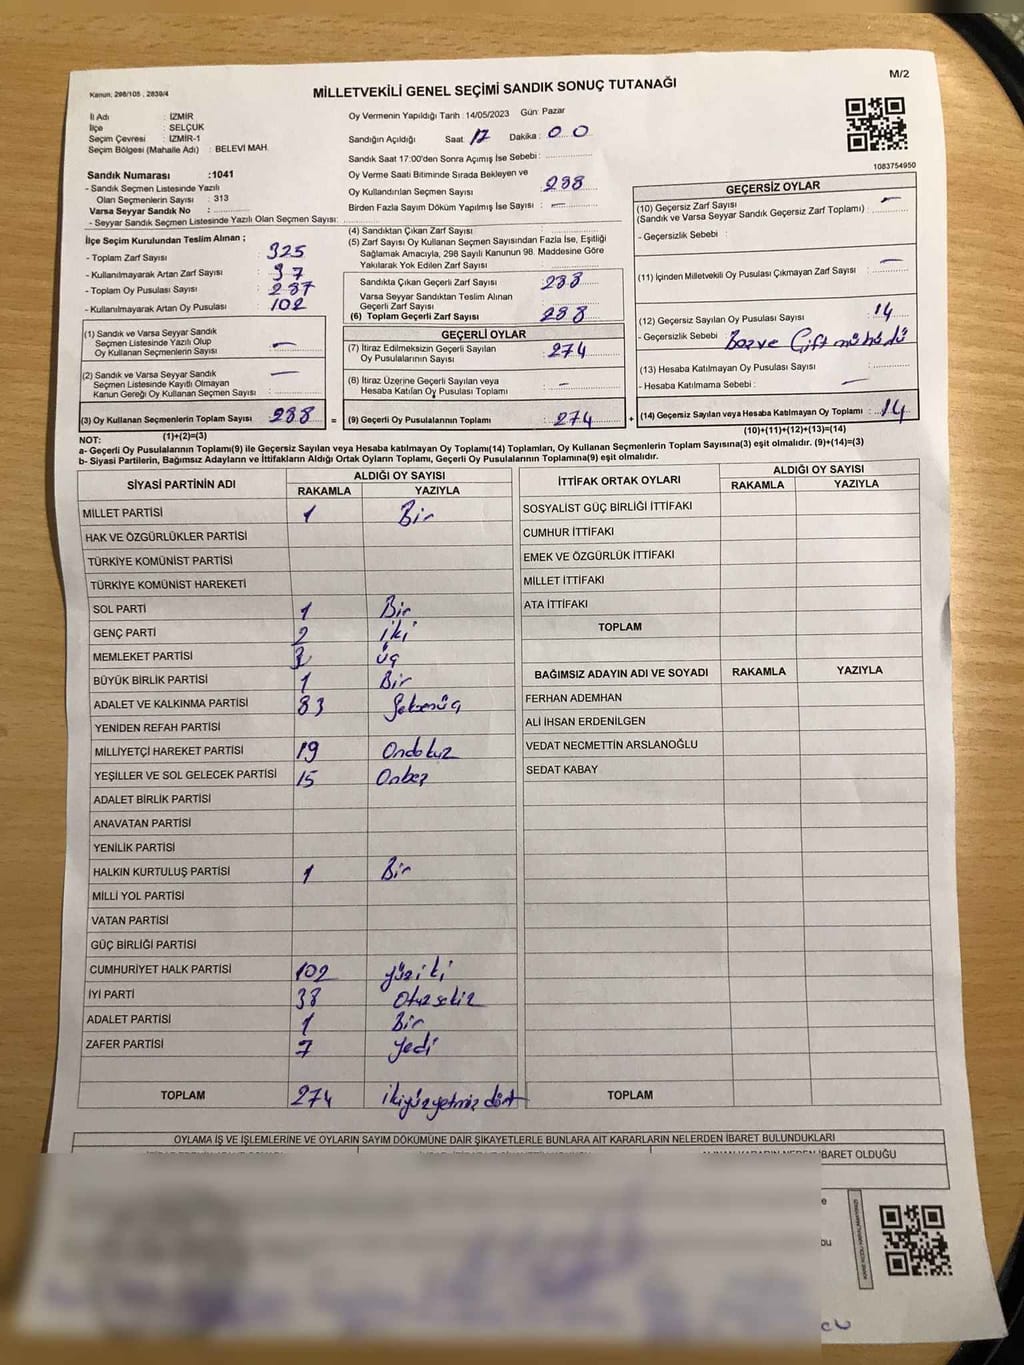 M/2
Kanun: 298/105 , 2839/4
MİLLETVEKİLİ GENEL SEÇİMİ SANDIK SONUÇ TUTANAĞI
İl Adı : İZMİR
İlçe : SELÇUK
Seçim Çevresi : İZMİR-1
Seçim Bölgesi (Mahalle Adı) : BELEVİ MAH.
Oy Vermenin Yapıldığı Tarih : 14/05/2023 Gün: Pazar
Sandığın Açıldığı Saat: 17 Dakika : 00
Sandık Saat 17:00'den Sonra Açımış İse Sebebi :
Oy Verme Saati Bitiminde Sırada Bekleyen ve
Oy Kullandırılan Seçmen Sayısı 288
Birden Fazla Sayım Döküm Yapılmış İse Sayısı : —
1083754950
Sandık Numarası :1041
- Sandık Seçmen Listesinde Yazılı
Olan Seçmenlerin Sayısı : 313
Varsa Seyyar Sandık No :
- Seyyar Sandık Seçmen Listesinde Yazılı Olan Seçmen Sayısı:
İlçe Seçim Kurulundan Teslim Alınan ;
- Toplam Zarf Sayısı : 325
- Kullanılmayarak Artan Zarf Sayısı : 37
- Toplam Oy Pusulası Sayısı :
- Kullanılmayarak Artan Oy Pusulası : 102
(1) Sandık ve Varsa Seyyar Sandık
Seçmen Listesinde Yazılı Olup
Oy Kullanan Seçmenlerin Sayısı : —
(2) Sandık ve Varsa Seyyar Sandık
Seçmen Listesinde Kayıtlı Olmayan
Kanun Gereği Oy Kullanan Seçmen Sayısı : —
(3) Oy Kullanan Seçmenlerin Toplam Sayısı : 288
(1)+(2)=(3)
(4) Sandıktan Çıkan Zarf Sayısı :
(5) Zarf Sayısı Oy Kullanan Seçmen Sayısından Fazla İse, Eşitliği
Sağlamak Amacıyla, 298 Sayılı Kanunun 98. Maddesine Göre
Yakılarak Yok Edilen Zarf Sayısı :
Sandıkta Çıkan Geçerli Zarf Sayısı : 288
Varsa Seyyar Sandıktan Teslim Alınan
Geçerli Zarf Sayısı :
(6) Toplam Geçerli Zarf Sayısı : 288
GEÇERLİ OYLAR
(7) İtiraz Edilmeksizin Geçerli Sayılan
Oy Pusulalarının Sayısı : 274
(8) İtiraz Üzerine Geçerli Sayılan veya
Hesaba Katılan Oy Pusulası Toplamı : —
= (9) Geçerli Oy Pusulalarının Toplamı : 274 +
GEÇERSİZ OYLAR
(10) Geçersiz Zarf Sayısı : —
(Sandık ve Varsa Seyyar Sandık Geçersiz Zarf Toplamı)
- Geçersizlik Sebebi :
(11) İçinden Milletvekili Oy Pusulası Çıkmayan Zarf Sayısı : —
(12) Geçersiz Sayılan Oy Pusulası Sayısı : 14
- Geçersizlik Sebebi : Boş ve Çift mühürlü
(13) Hesaba Katılmayan Oy Pusulası Sayısı :
- Hesaba Katılmama Sebebi : —
(14) Geçersiz Sayılan veya Hesaba Katılmayan Oy Toplamı : 14
(10)+(11)+(12)+(13)=(14)
NOT:
a- Geçerli Oy Pusulalarının Toplamı(9) ile Geçersiz Sayılan veya Hesaba katılmayan Oy Toplamı(14) Toplamları, Oy Kullanan Seçmenlerin Toplam Sayısına(3) eşit olmalıdır. (9)+(14)=(3)
b- Siyasi Partilerin, Bağımsız Adayların ve İttifakların Aldığı Ortak Oyların Toplamı, Geçerli Oy Pusulalarının Toplamına(9) eşit olmalıdır.
SİYASİ PARTİNİN ADI ALDIĞI OY SAYISI
RAKAMLA YAZIYLA
MİLLET PARTİSİ 1 Bir
HAK VE ÖZGÜRLÜKLER PARTİSİ
TÜRKİYE KOMÜNİST PARTİSİ
TÜRKİYE KOMÜNİST HAREKETİ
SOL PARTİ 1 Bir
GENÇ PARTİ 2 iki
MEMLEKET PARTİSİ 3 üç
BÜYÜK BİRLİK PARTİSİ 1 Bir
ADALET VE KALKINMA PARTİSİ 83 Seksenüç
YENİDEN REFAH PARTİSİ
MİLLİYETÇİ HAREKET PARTİSİ 19 Ondokuz
YEŞİLLER VE SOL GELECEK PARTİSİ 15 Onbeş
ADALET BİRLİK PARTİSİ
ANAVATAN PARTİSİ
YENİLİK PARTİSİ
HALKIN KURTULUŞ PARTİSİ 1 Bir
MİLLİ YOL PARTİSİ
VATAN PARTİSİ
GÜÇ BİRLİĞİ PARTİSİ
CUMHURİYET HALK PARTİSİ 102 yüziki
İYİ PARTİ 38 Otuzsekiz
ADALET PARTİSİ 1 Bir
ZAFER PARTİSİ 7 yedi
TOPLAM 274 ikiyüzyetmiş dört
İTTİFAK ORTAK OYLARI ALDIĞI OY SAYISI
RAKAMLA YAZIYLA
SOSYALİST GÜÇ BİRLİĞİ İTTİFAKI
CUMHUR İTTİFAKI
EMEK VE ÖZGÜRLÜK İTTİFAKI
MİLLET İTTİFAKI
ATA İTTİFAKI
TOPLAM
BAĞIMSIZ ADAYIN ADI VE SOYADI RAKAMLA YAZIYLA
FERHAN ADEMHAN
ALİ İHSAN ERDENİLGEN
VEDAT NECMETTİN ARSLANOĞLU
SEDAT KABAY
TOPLAM
OYLAMA İŞ VE İŞLEMLERİNE VE OYLARIN SAYIM DÖKÜMÜNE DAİR ŞİKAYETLERLE BUNLARA AİT KARARLARIN NELERDEN İBARET BULUNDUKLARI
ALINAN KARARIN NEDEN İBARET OLDUĞU